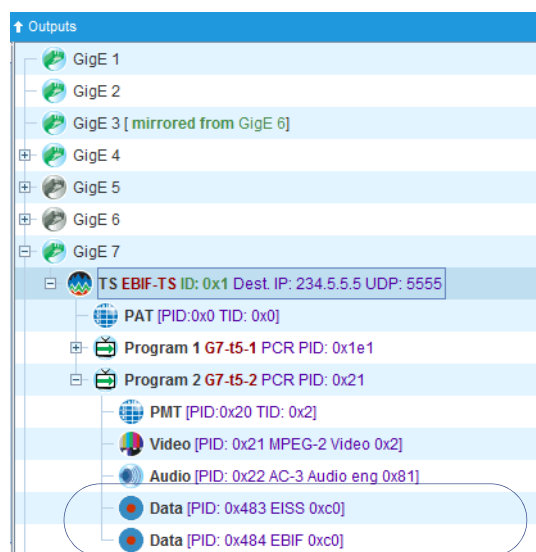 Outputs
GigE 1
GigE 2
GigE 3 [ mirrored from GigE 6]
GigE 4
GigE 5
GigE 6
GigE 7
TS EBIF-TS ID: 0x1 Dest. IP: 234.5.5.5 UDP: 5555
PAT [PID:0x0 TID: 0x0]
Program 1 G7-t5-1 PCR PID: 0x1e1
Program 2 G7-t5-2 PCR PID: 0x21
PMT [PID:0x20 TID: 0x2]
Video [PID: 0x21 MPEG-2 Video 0x2]
Audio [PID: 0x22 AC-3 Audio eng 0x81]
Data [PID: 0x483 EISS 0xc0]
Data [PID: 0x484 EBIF 0xc0]